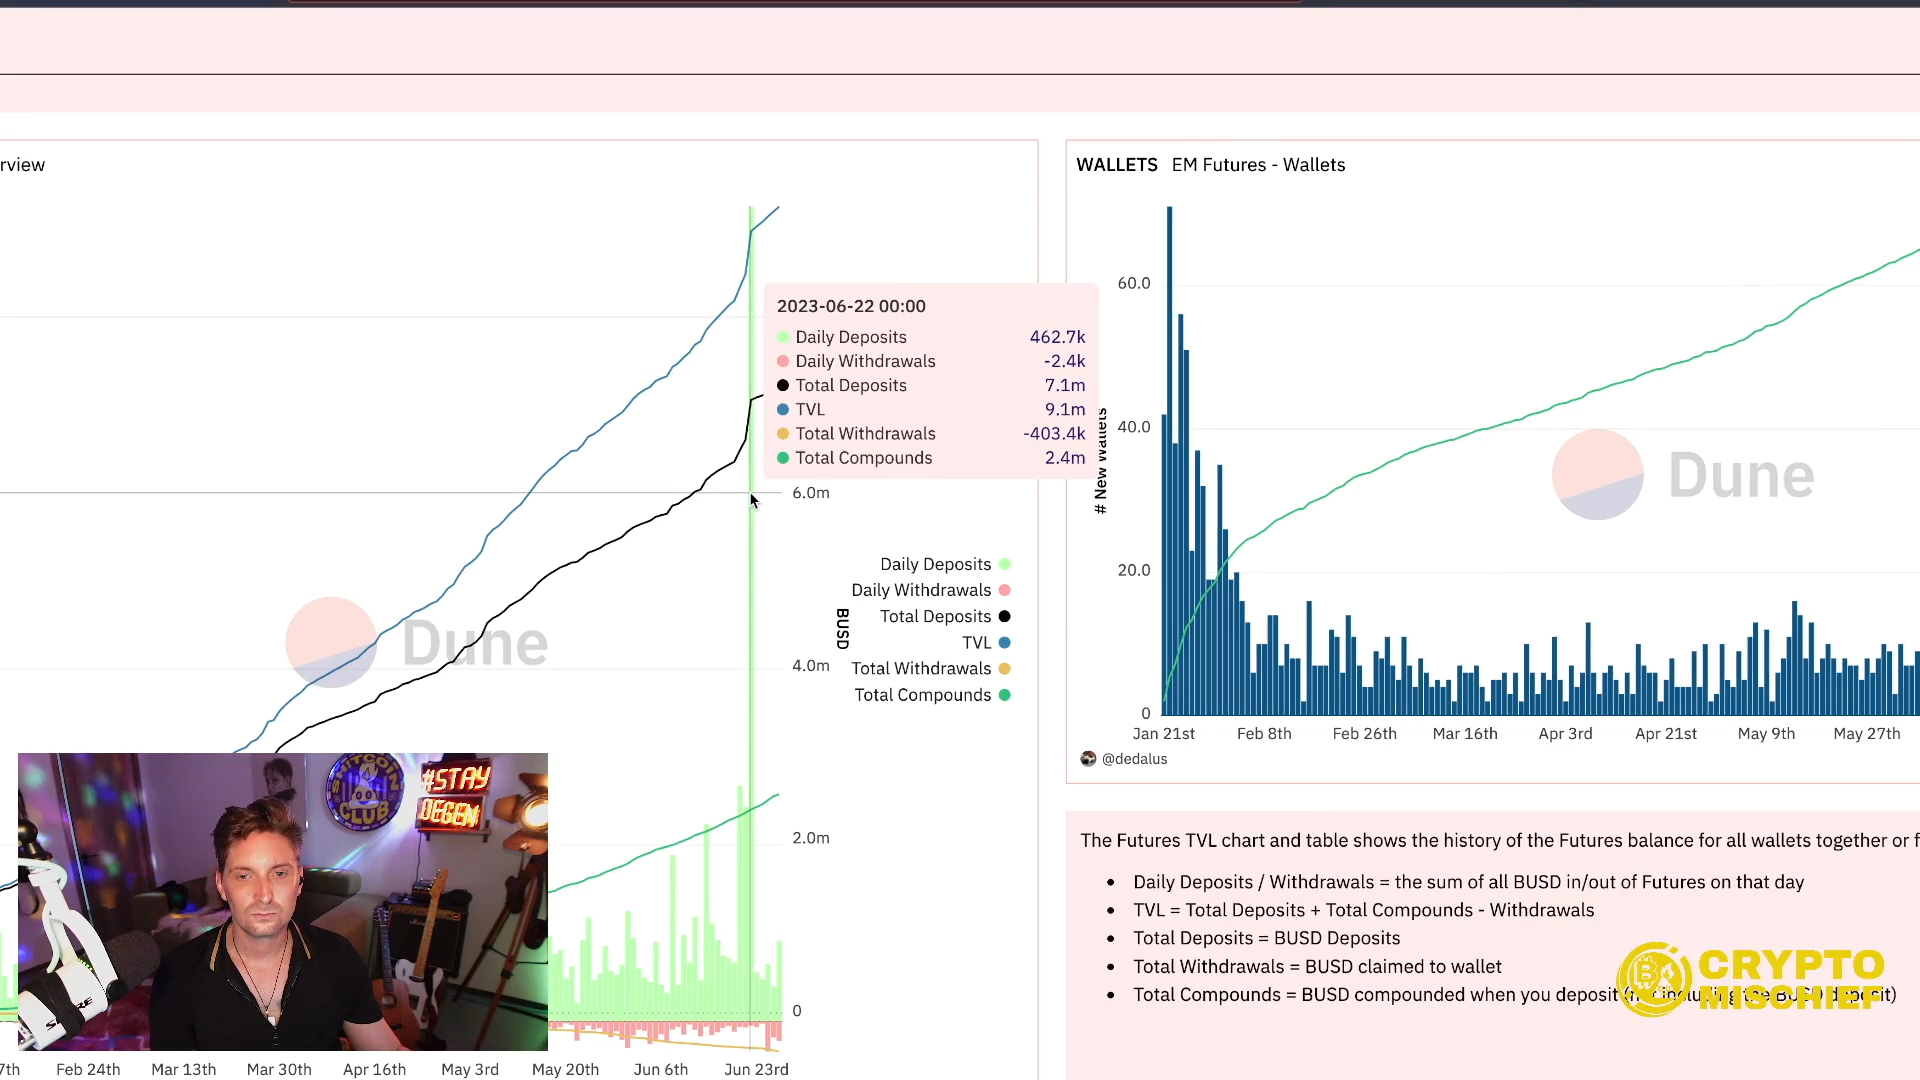 rview
WALLETS EM Futures - Wallets
2023-06-22 00:00
Daily Deposits 462.7k
Daily Withdrawals -2.4k
Total Deposits 7.1m
TVL 9.1m
Total Withdrawals -403.4k
Total Compounds 2.4m
6.0m
4.0m
2.0m
0
BUSD
Daily Deposits
Daily Withdrawals
Total Deposits
TVL
Total Withdrawals
Total Compounds
Dune
7th Feb 24th Mar 13th Mar 30th Apr 16th May 3rd May 20th Jun 6th Jun 23rd
# New Wallets
60.0
40.0
20.0
0
Dune
Jan 21st Feb 8th Feb 26th Mar 16th Apr 3rd Apr 21st May 9th May 27th
@dedalus
The Futures TVL chart and table shows the history of the Futures balance for all wallets together or f
Daily Deposits / Withdrawals = the sum of all BUSD in/out of Futures on that day
TVL = Total Deposits + Total Compounds - Withdrawals
Total Deposits = BUSD Deposits
Total Withdrawals = BUSD claimed to wallet
Total Compounds = BUSD compounded when you deposit (not including the BUSD deposit)
CRYPTO
MISCHIEF
SHITCOIN
CLUB
#STAY
DEGEN